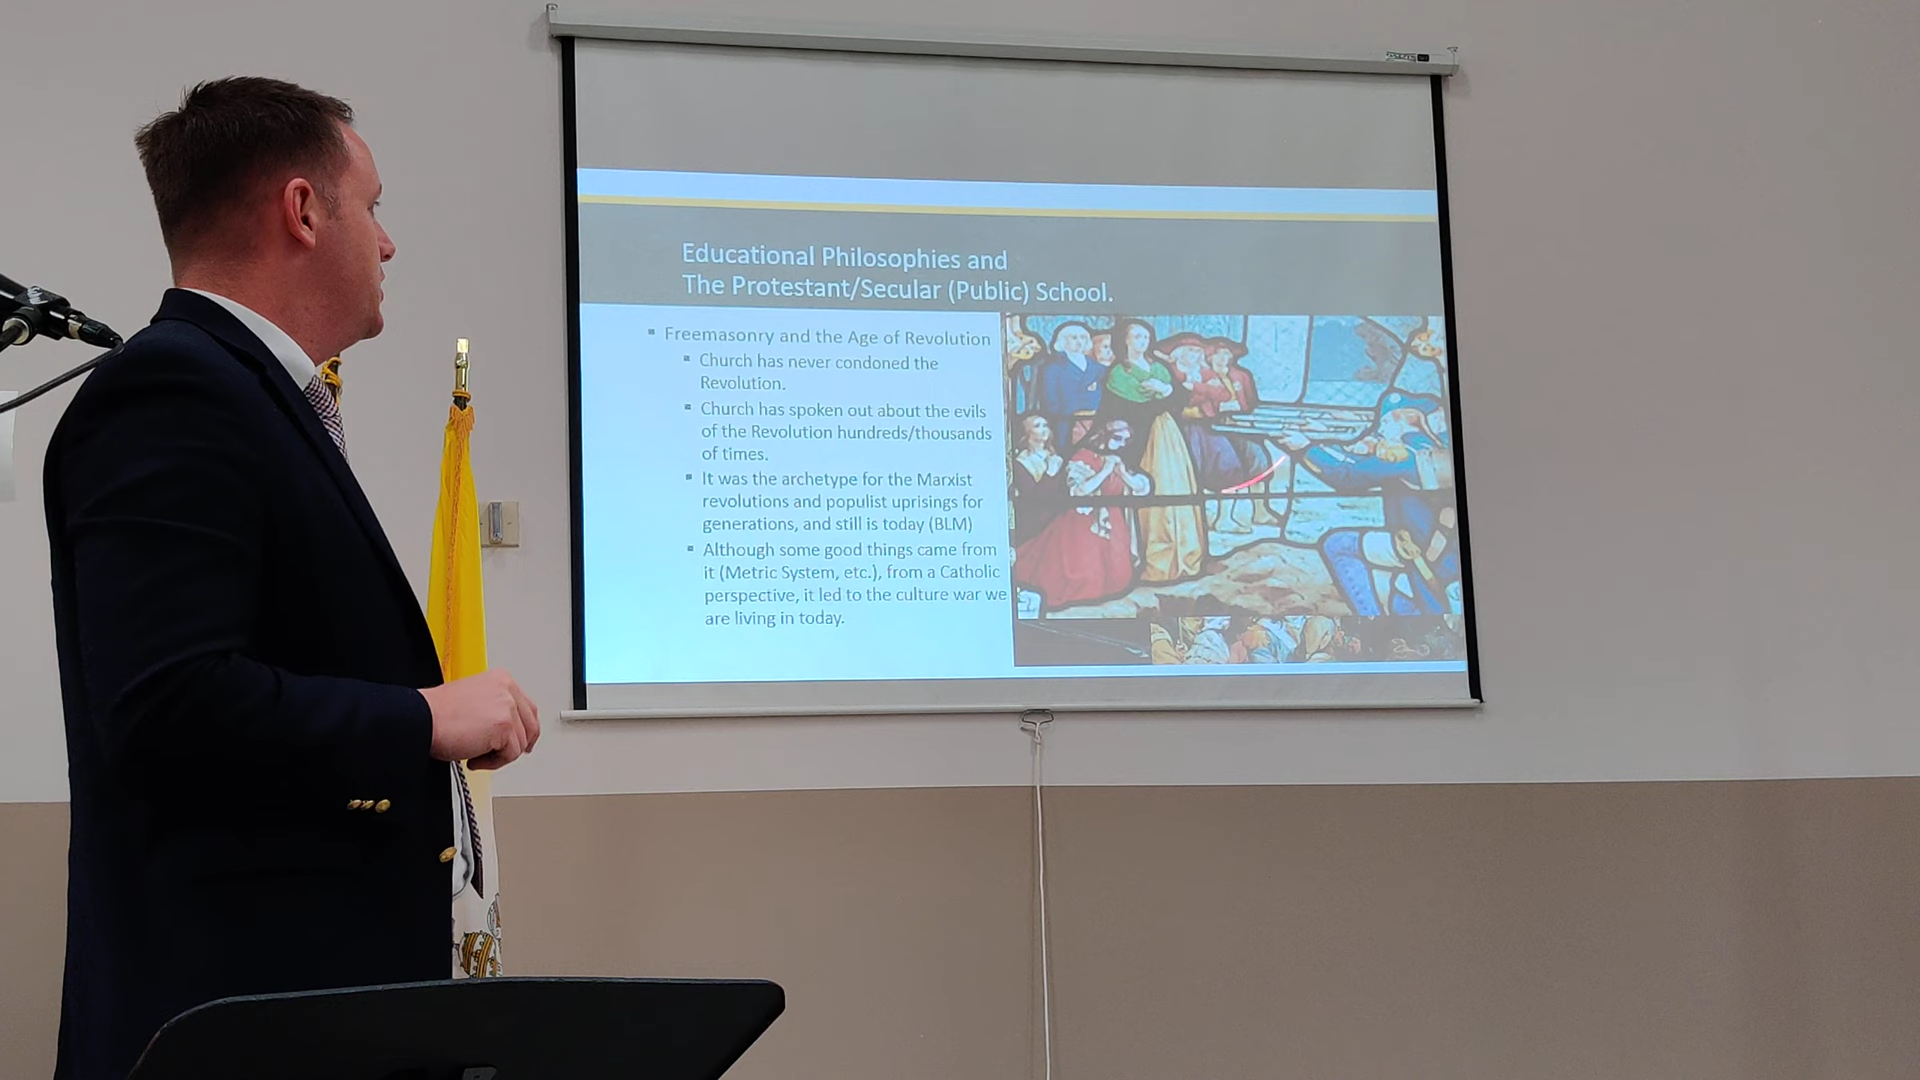 Educational Philosophies and
The Protestant/Secular (Public) School.
Freemasonry and the Age of Revolution
Church has never condoned the
Revolution.
Church has spoken out about the evils
of the Revolution hundreds/thousands
of times.
It was the archetype for the Marxist
revolutions and populist uprisings for
generations, and still is today (BLM)
Although some good things came from
it (Metric System, etc.), from a Catholic
perspective, it led to the culture war we
are living in today.